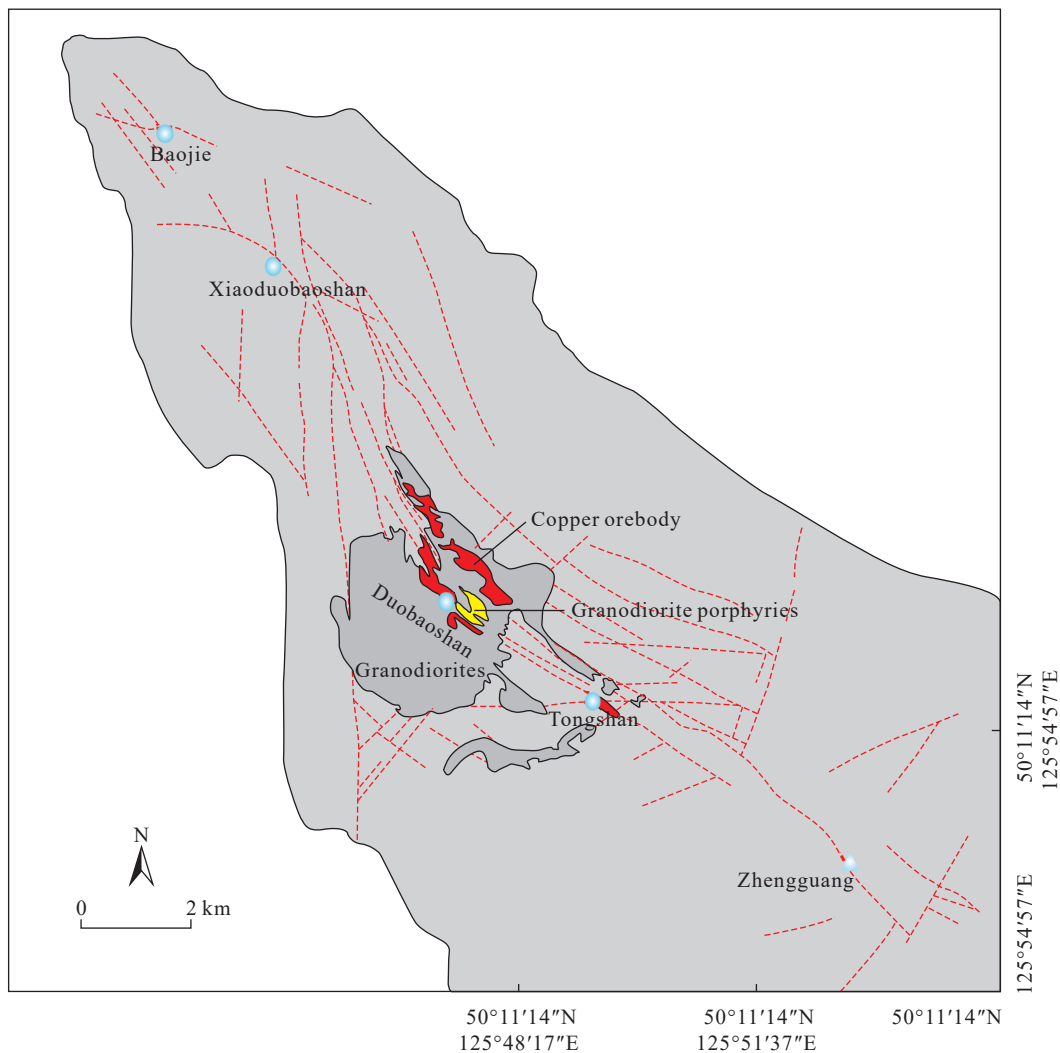 Baojie
Xiaoduobaoshan
Copper orebody
Duobaoshan
Granodiorite porphyries
Granodiorites
Tongshan
Zhengguang
N
0 2 km
50°11′14″N
125°54′57″E
125°54′57″E
50°11′14″N
125°48′17″E
50°11′14″N
125°51′37″E
50°11′14″N